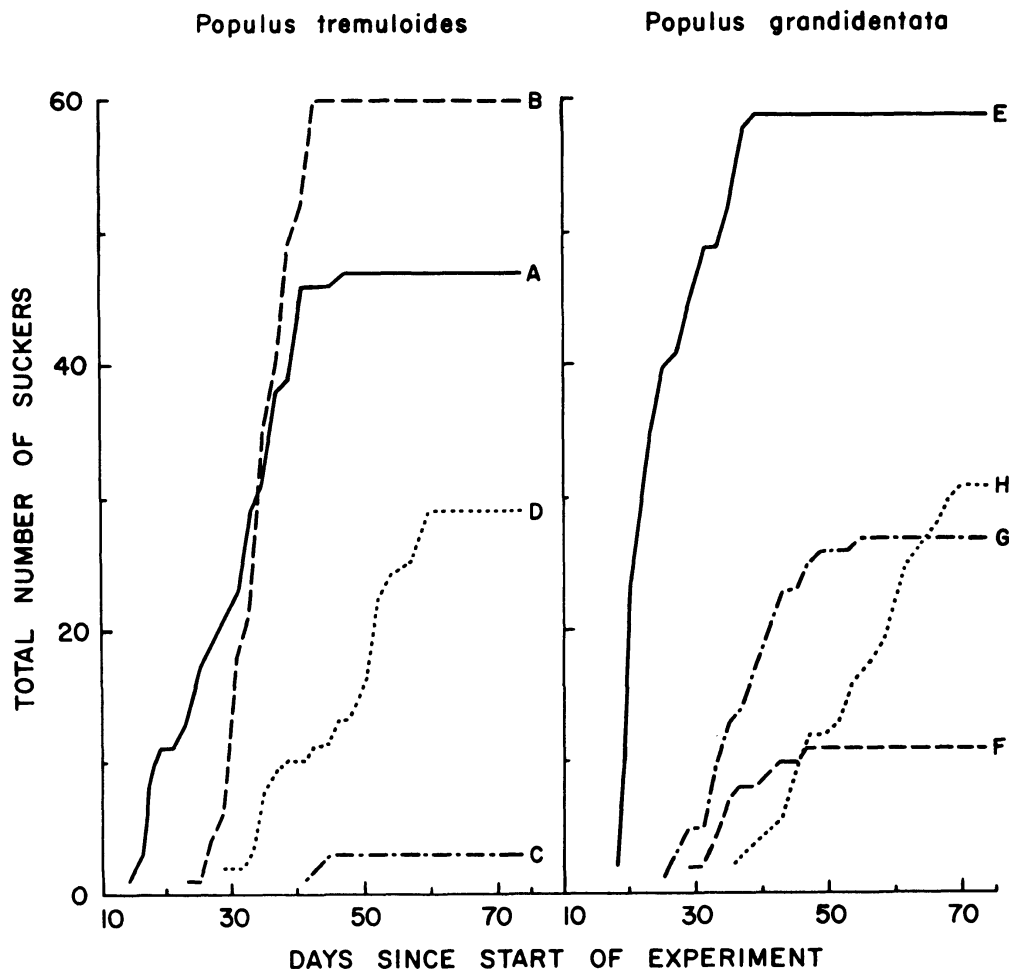 Populus tremuloides
Populus grandidentata
TOTAL NUMBER OF SUCKERS
60
40
20
0
B
A
D
C
E
H
G
F
10 30 50 70
10 30 50 70
DAYS SINCE START OF EXPERIMENT